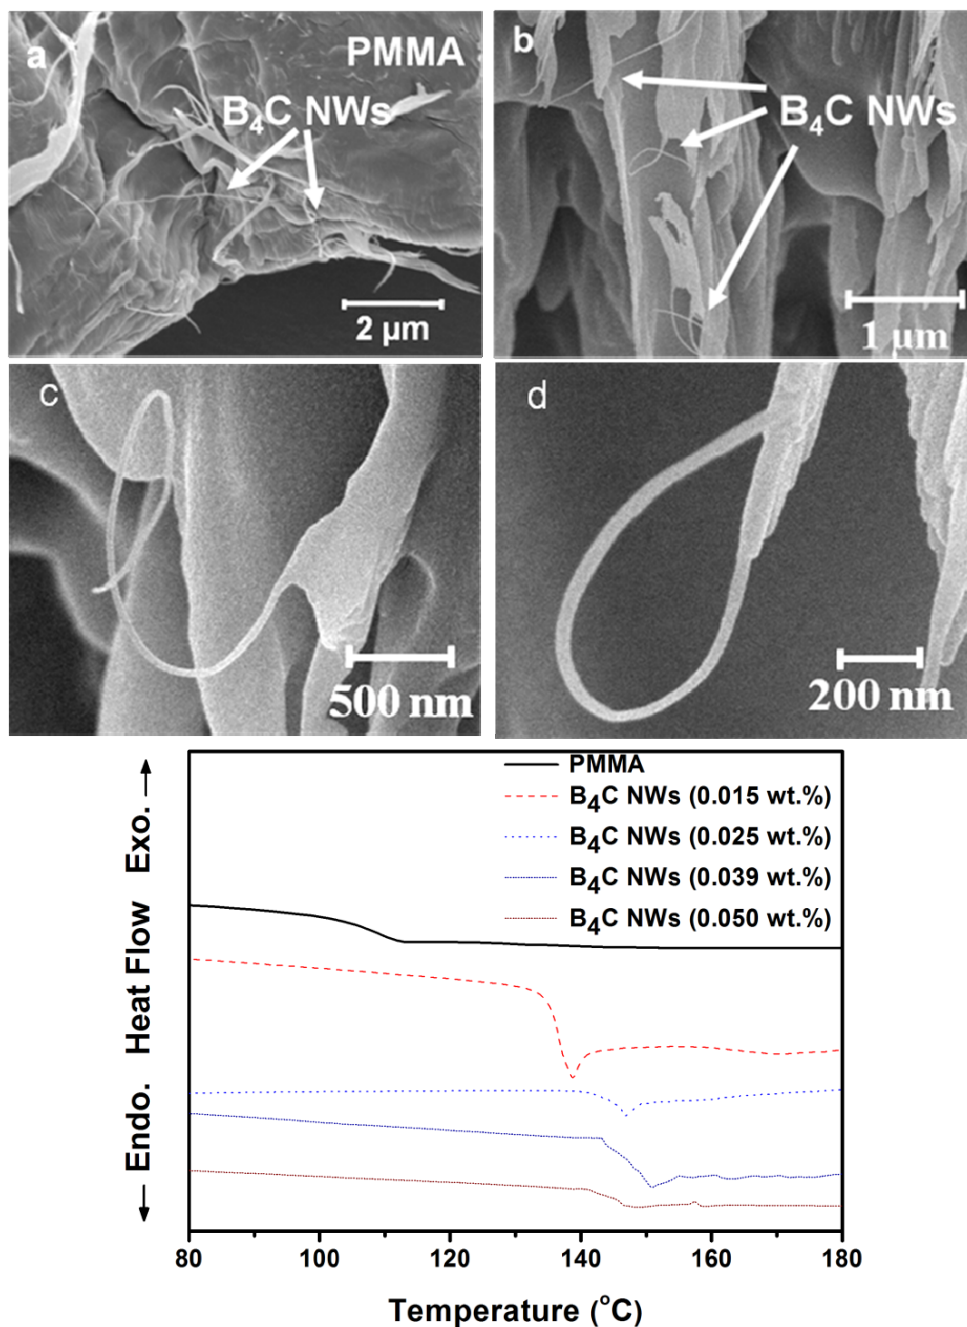 a
PMMA
B₄C NWs
2 μm
b
B₄C NWs
1 μm
c
500 nm
d
200 nm
← Endo. Heat Flow Exo. →
PMMA
B₄C NWs (0.015 wt.%)
B₄C NWs (0.025 wt.%)
B₄C NWs (0.039 wt.%)
B₄C NWs (0.050 wt.%)
80 100 120 140 160 180
Temperature (°C)